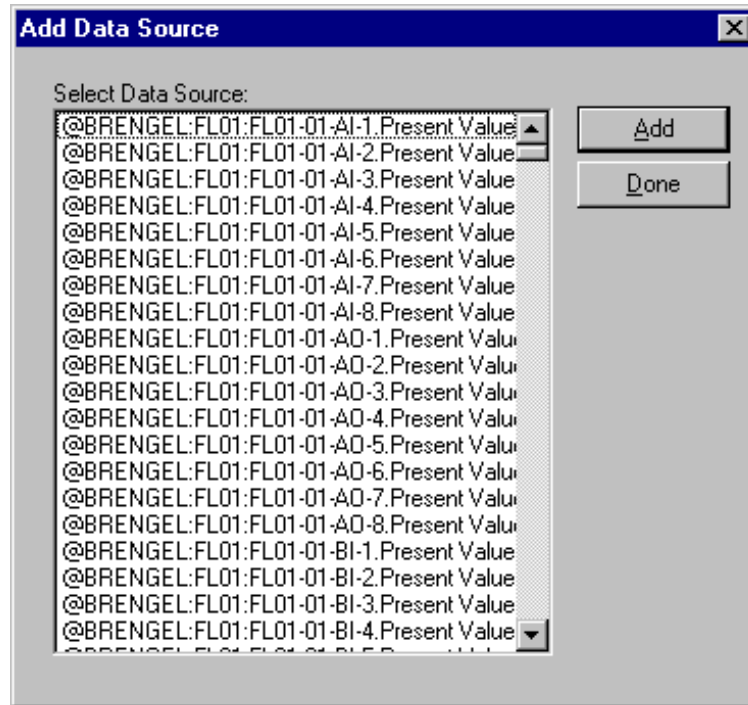 Add Data Source
Select Data Source:
@BRENGEL:FL01:FL01-01-AI-1.Present Value
@BRENGEL:FL01:FL01-01-AI-2.Present Value
@BRENGEL:FL01:FL01-01-AI-3.Present Value
@BRENGEL:FL01:FL01-01-AI-4.Present Value
@BRENGEL:FL01:FL01-01-AI-5.Present Value
@BRENGEL:FL01:FL01-01-AI-6.Present Value
@BRENGEL:FL01:FL01-01-AI-7.Present Value
@BRENGEL:FL01:FL01-01-AI-8.Present Value
@BRENGEL:FL01:FL01-01-AO-1.Present Valu
@BRENGEL:FL01:FL01-01-AO-2.Present Valu
@BRENGEL:FL01:FL01-01-AO-3.Present Valu
@BRENGEL:FL01:FL01-01-AO-4.Present Valu
@BRENGEL:FL01:FL01-01-AO-5.Present Valu
@BRENGEL:FL01:FL01-01-AO-6.Present Valu
@BRENGEL:FL01:FL01-01-AO-7.Present Valu
@BRENGEL:FL01:FL01-01-AO-8.Present Valu
@BRENGEL:FL01:FL01-01-BI-1.Present Value
@BRENGEL:FL01:FL01-01-BI-2.Present Value
@BRENGEL:FL01:FL01-01-BI-3.Present Value
@BRENGEL:FL01:FL01-01-BI-4.Present Value
Add
Done